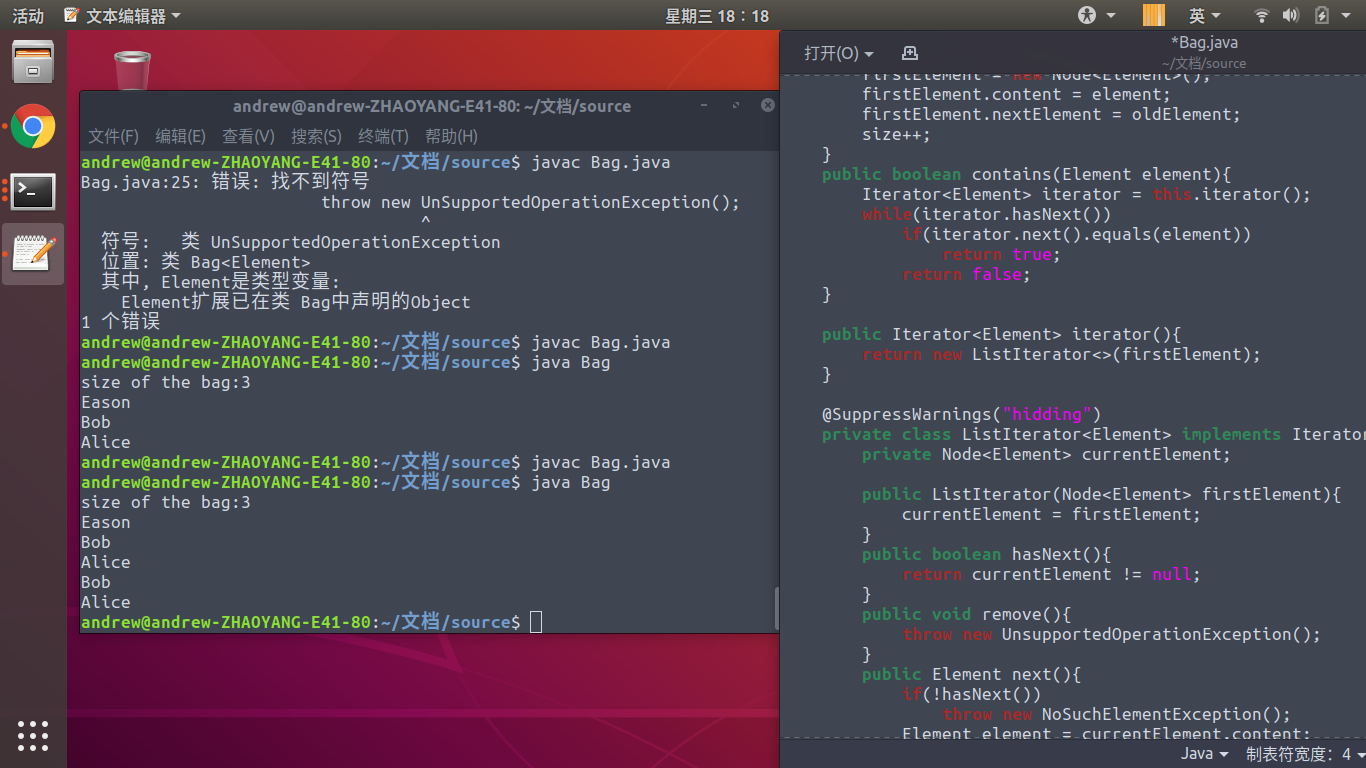 活动 文本编辑器 星期三 18：18 英
andrew@andrew-ZHAOYANG-E41-80: ~/文档/source
文件(F) 编辑(E) 查看(V) 搜索(S) 终端(T) 帮助(H)
andrew@andrew-ZHAOYANG-E41-80:~/文档/source$ javac Bag.java
Bag.java:25: 错误: 找不到符号
throw new UnSupportedOperationException();
^
符号:   类 UnSupportedOperationException
位置: 类 Bag<Element>
其中, Element是类型变量:
Element扩展已在类 Bag中声明的Object
1 个错误
andrew@andrew-ZHAOYANG-E41-80:~/文档/source$ javac Bag.java
andrew@andrew-ZHAOYANG-E41-80:~/文档/source$ java Bag
size of the bag:3
Eason
Bob
Alice
andrew@andrew-ZHAOYANG-E41-80:~/文档/source$ javac Bag.java
andrew@andrew-ZHAOYANG-E41-80:~/文档/source$ java Bag
size of the bag:3
Eason
Bob
Alice
Bob
Alice
andrew@andrew-ZHAOYANG-E41-80:~/文档/source$
打开(O) *Bag.java
~/文档/source
firstElement = new Node<Element>();
firstElement.content = element;
firstElement.nextElement = oldElement;
size++;
}
public boolean contains(Element element){
Iterator<Element> iterator = this.iterator();
while(iterator.hasNext())
if(iterator.next().equals(element))
return true;
return false;
}
public Iterator<Element> iterator(){
return new ListIterator<>(firstElement);
}
@SuppressWarnings("hidding")
private class ListIterator<Element> implements Iterator
private Node<Element> currentElement;
public ListIterator(Node<Element> firstElement){
currentElement = firstElement;
}
public boolean hasNext(){
return currentElement != null;
}
public void remove(){
throw new UnsupportedOperationException();
}
public Element next(){
if(!hasNext())
throw new NoSuchElementException();
Element element = currentElement.content;
Java 制表符宽度：4